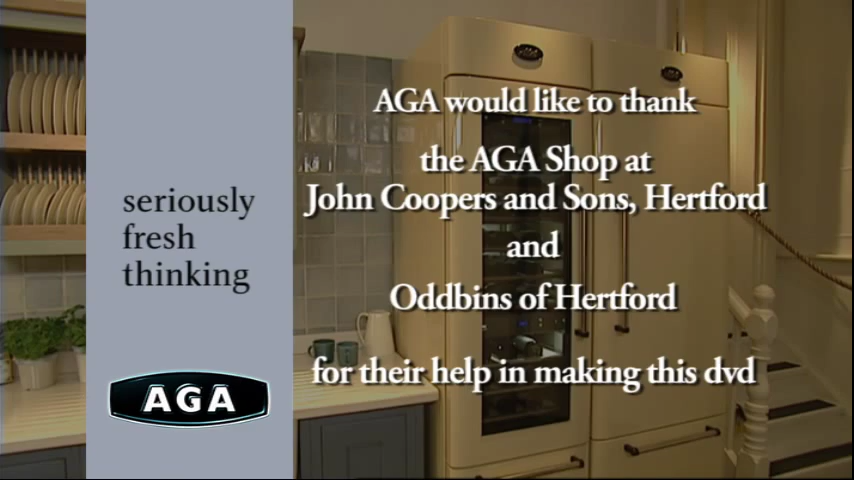 AGA would like to thank
the AGA Shop at
John Coopers and Sons, Hertford
and
Oddbins of Hertford
for their help in making this dvd
seriously
fresh
thinking
AGA